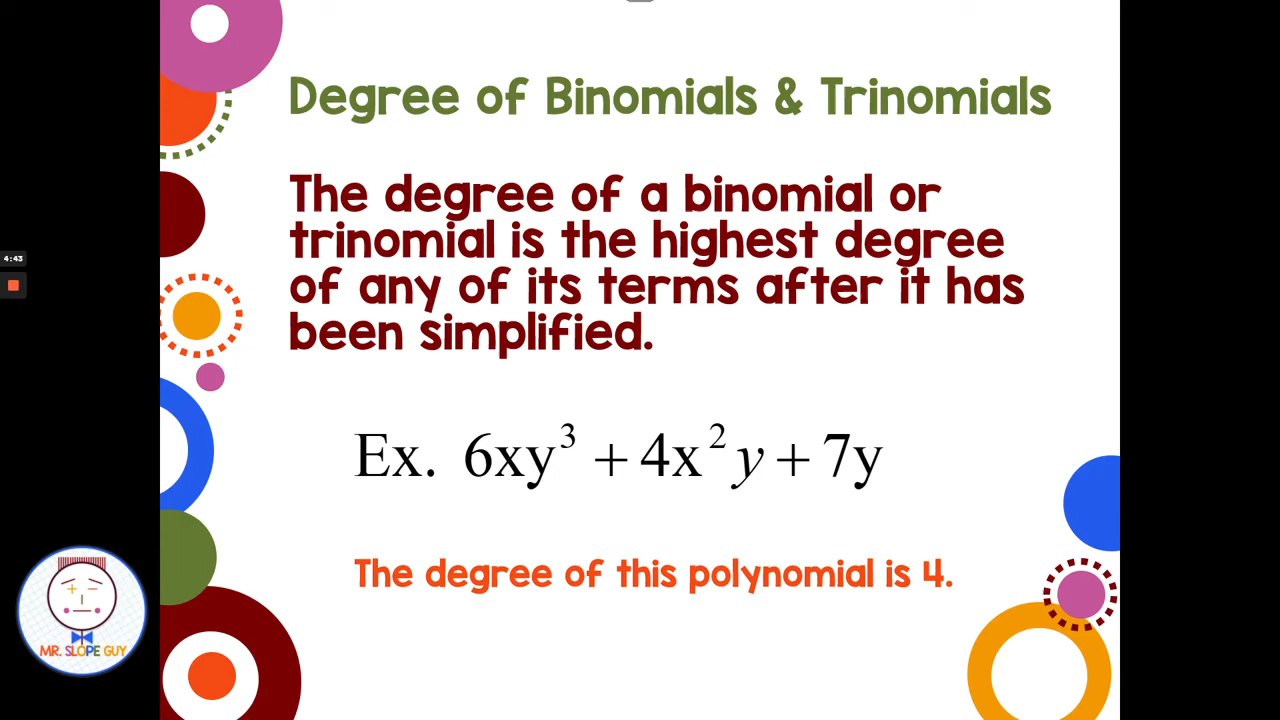 Degree of Binomials & Trinomials
The degree of a binomial or
trinomial is the highest degree
of any of its terms after it has
been simplified.
4:43
Ex. 6xy³ + 4x²y + 7y
The degree of this polynomial is 4.
MR. SLOPE GUY